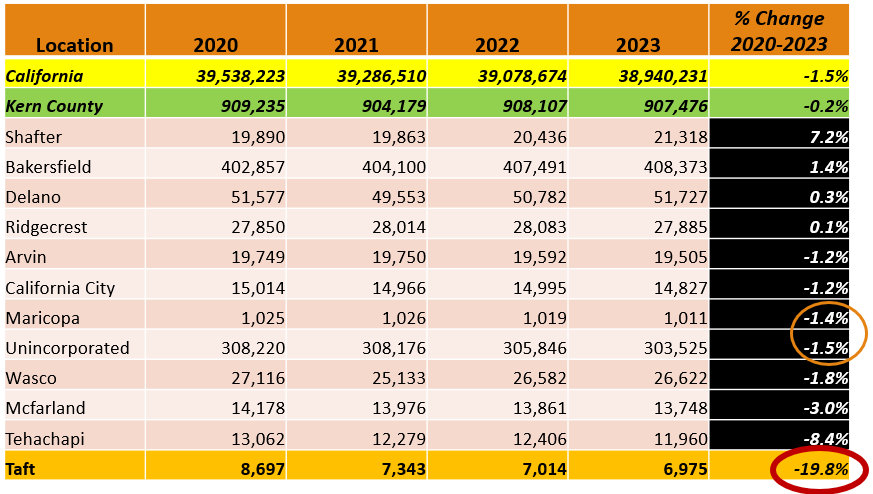 Location 2020 2021 2022 2023 % Change 2020-2023
California 39,538,223 39,286,510 39,078,674 38,940,231 -1.5%
Kern County 909,235 904,179 908,107 907,476 -0.2%
Shafter 19,890 19,863 20,436 21,318 7.2%
Bakersfield 402,857 404,100 407,491 408,373 1.4%
Delano 51,577 49,553 50,782 51,727 0.3%
Ridgecrest 27,850 28,014 28,083 27,885 0.1%
Arvin 19,749 19,750 19,592 19,505 -1.2%
California City 15,014 14,966 14,995 14,827 -1.2%
Maricopa 1,025 1,026 1,019 1,011 -1.4%
Unincorporated 308,220 308,176 305,846 303,525 -1.5%
Wasco 27,116 25,133 26,582 26,622 -1.8%
Mcfarland 14,178 13,976 13,861 13,748 -3.0%
Tehachapi 13,062 12,279 12,406 11,960 -8.4%
Taft 8,697 7,343 7,014 6,975 -19.8%